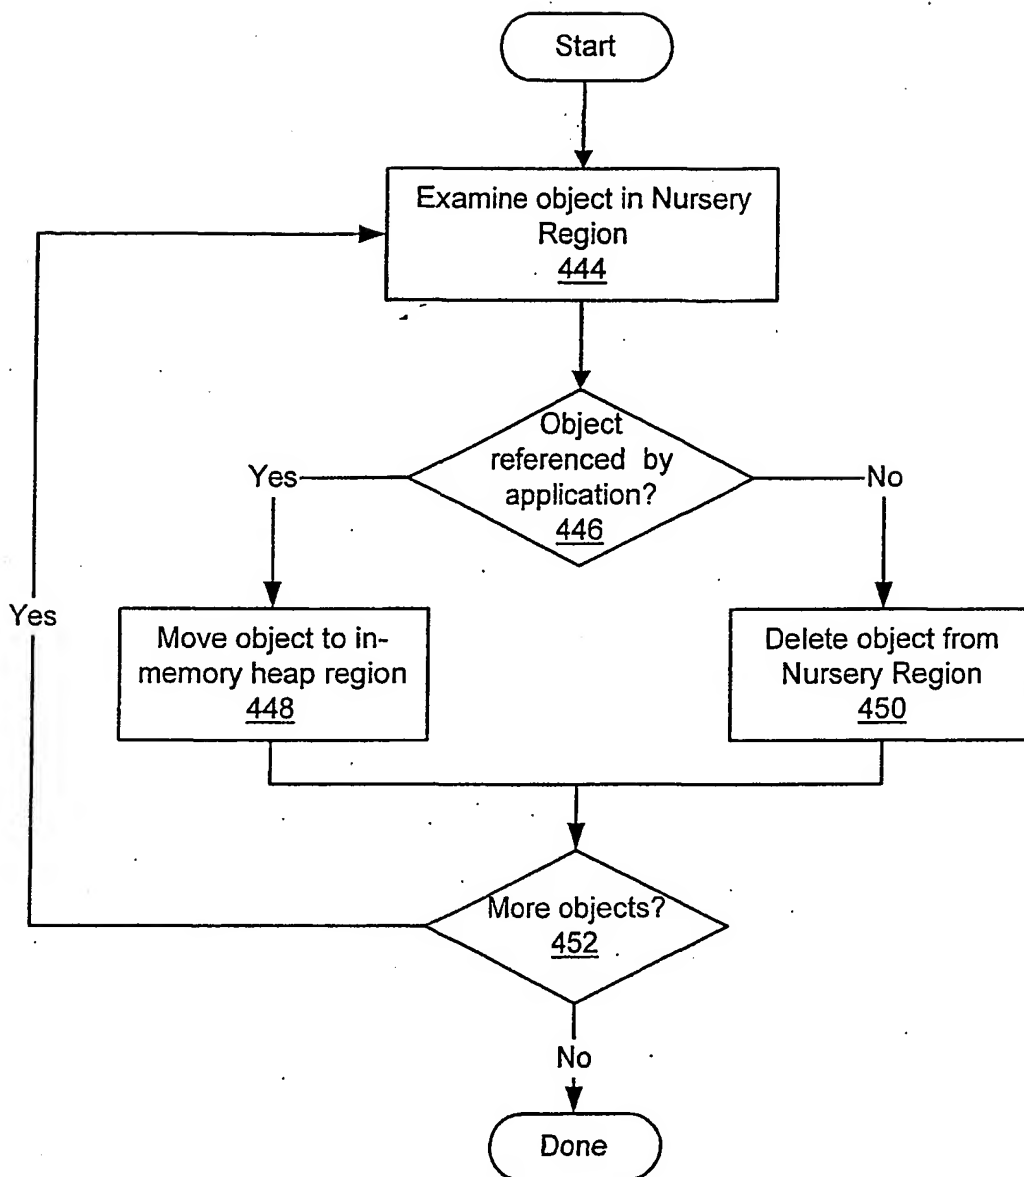 Start
Examine object in Nursery
Region
444
Object
referenced by
application?
446
Yes
No
Yes
Move object to in-
memory heap region
448
Delete object from
Nursery Region
450
More objects?
452
No
Done